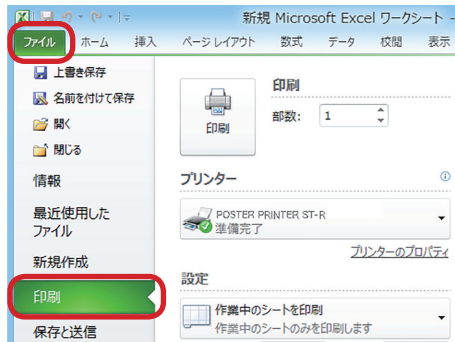 新規 Microsoft Excel ワークシート -
ファイル ホーム 挿入 ページ レイアウト 数式 データ 校閲 表示
上書き保存
名前を付けて保存
開く
閉じる
情報
最近使用した
ファイル
新規作成
印刷
保存と送信
印刷
印刷
部数: 1
プリンター
POSTER PRINTER ST-R
準備完了
プリンターのプロパティ
設定
作業中のシートを印刷
作業中のシートのみを印刷します